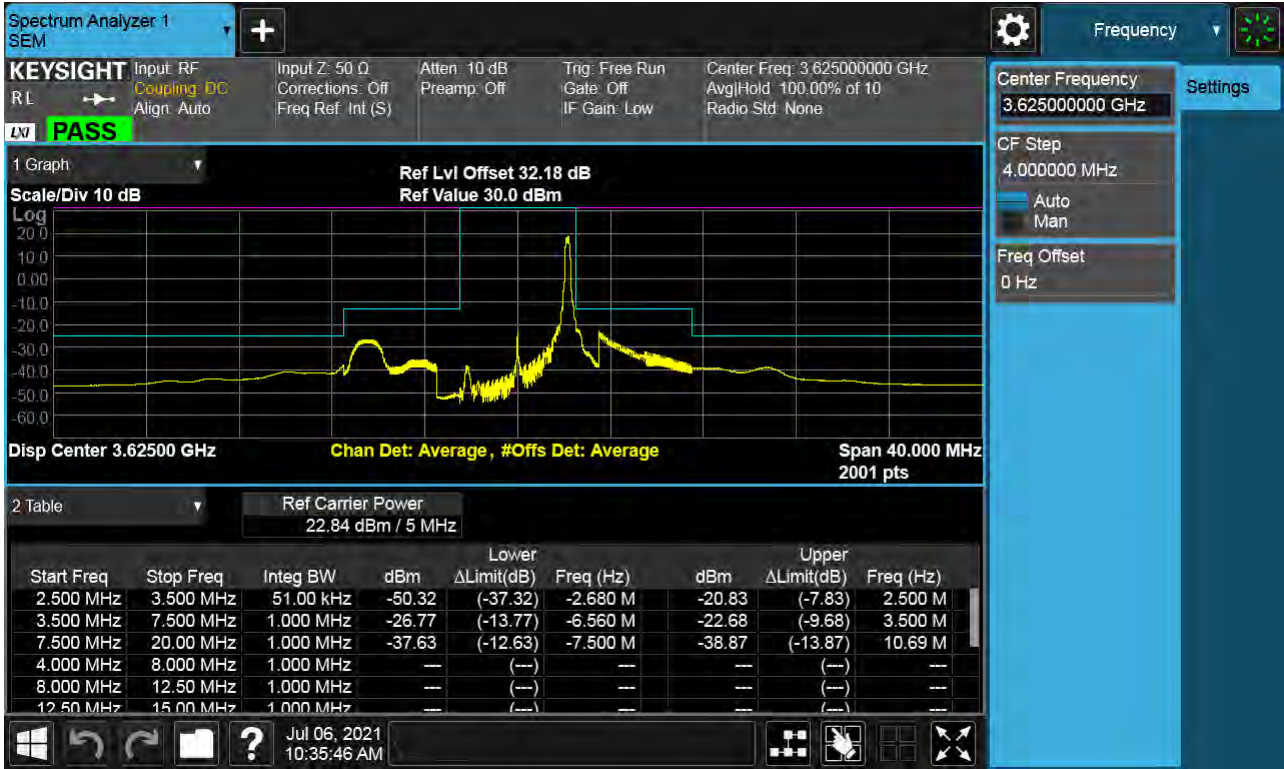 Spectrum Analyzer 1
SEM
+
Frequency
KEYSIGHT
RL
LXI
PASS
Input: RF
Coupling: DC
Align: Auto
Input Z: 50 Ω
Corrections: Off
Freq Ref: Int (S)
Atten: 10 dB
Preamp: Off
Trig: Free Run
Gate: Off
IF Gain: Low
Center Freq: 3.625000000 GHz
Avg|Hold: 100.00% of 10
Radio Std: None
Center Frequency
3.625000000 GHz
Settings
CF Step
4.000000 MHz
Auto
Man
Freq Offset
0 Hz
1 Graph
Scale/Div 10 dB
Ref Lvl Offset 32.18 dB
Ref Value 30.0 dBm
Log
20.0
10.0
0.00
-10.0
-20.0
-30.0
-40.0
-50.0
-60.0
Disp Center 3.62500 GHz
Chan Det: Average, #Offs Det: Average
Span 40.000 MHz
2001 pts
2 Table
Ref Carrier Power
22.84 dBm / 5 MHz
Lower Upper
Start Freq Stop Freq Integ BW dBm ΔLimit(dB) Freq (Hz) dBm ΔLimit(dB) Freq (Hz)
2.500 MHz 3.500 MHz 51.00 kHz -50.32 (-37.32) -2.680 M -20.83 (-7.83) 2.500 M
3.500 MHz 7.500 MHz 1.000 MHz -26.77 (-13.77) -6.560 M -22.68 (-9.68) 3.500 M
7.500 MHz 20.00 MHz 1.000 MHz -37.63 (-12.63) -7.500 M -38.87 (-13.87) 10.69 M
4.000 MHz 8.000 MHz 1.000 MHz --- (---) --- --- (---) ---
8.000 MHz 12.50 MHz 1.000 MHz --- (---) --- --- (---) ---
12.50 MHz 15.00 MHz 1.000 MHz --- (---) --- --- (---) ---
?
Jul 06, 2021
10:35:46 AM